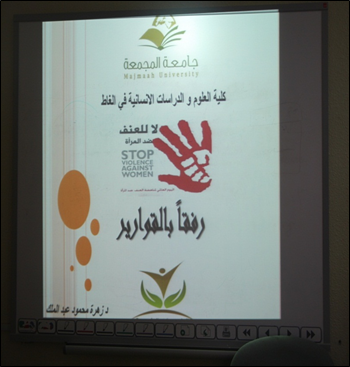 جامعة المجمعة
Majmaah University
كلية العلوم و الدراسات الانسانية في الغاط
لا للعنف
ضد المرأة
STOP
VIOLENCE
AGAINST
WOMEN
رفقاً بالقوارير
د زهرة محمود عبد الملك